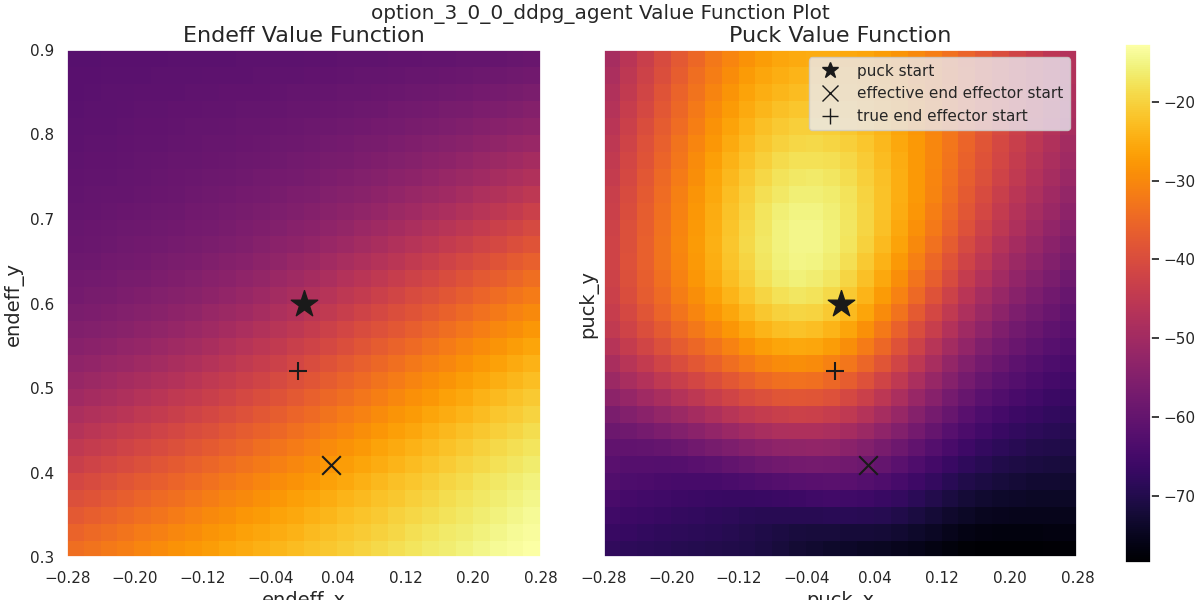 option_3_0_0_ddpg_agent Value Function Plot
Endeff Value Function
Puck Value Function
0.9
0.8
0.7
0.6
0.5
0.4
0.3
endeff_y
−0.28 −0.20 −0.12 −0.04 0.04 0.12 0.20 0.28
endeff_x
puck start
effective end effector start
true end effector start
puck_y
−0.28 −0.20 −0.12 −0.04 0.04 0.12 0.20 0.28
puck_x
−20
−30
−40
−50
−60
−70